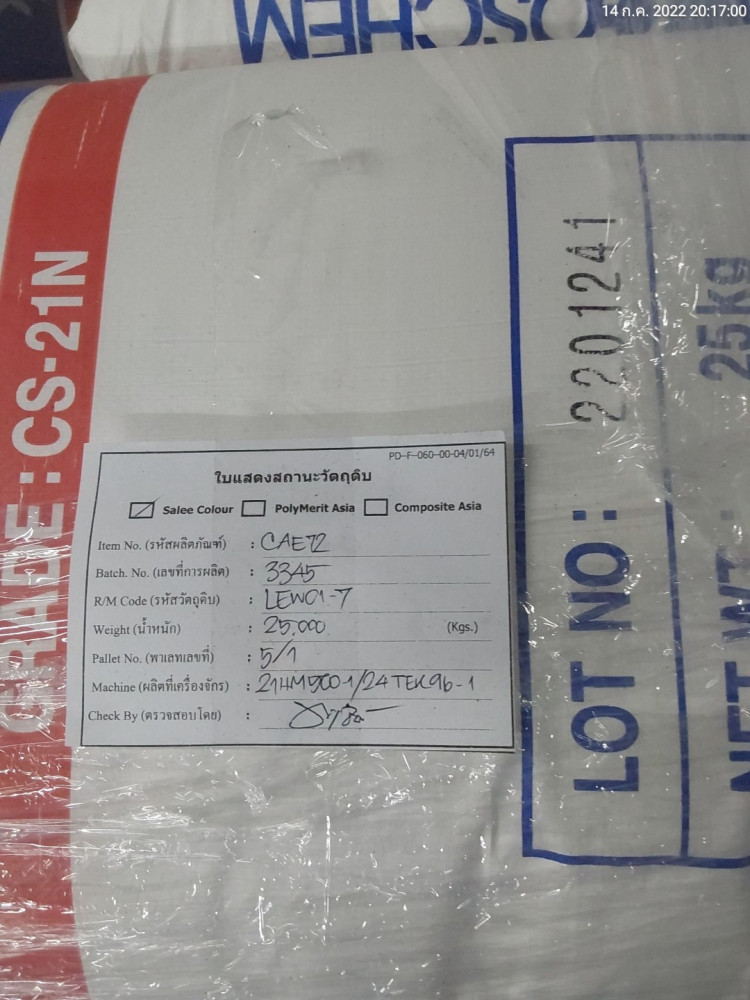 14 ก.ค. 2022 20:17:00
OSCHEM
GRADE : CS-21N
LOT NO : 2201241
NET WT : 25kg
PD-F-060-00-04/01/64
ใบแสดงสถานะวัตถุดิบ
Salee Colour PolyMerit Asia Composite Asia
Item No. (รหัสผลิตภัณฑ์) : CAE72
Batch. No. (เลขที่การผลิต) : 3345
R/M Code (รหัสวัตถุดิบ) : LEW01-7
Weight (น้ำหนัก) : 25.000 (Kgs.)
Pallet No. (พาเลทเลขที่) : 5/1
Machine (ผลิตที่เครื่องจักร) : 21HM500-1/24TEK96-1
Check By (ตรวจสอบโดย) :